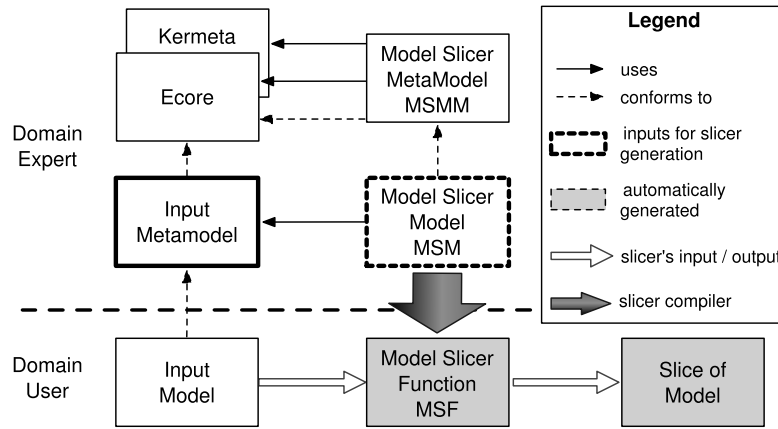 Kermeta
Ecore
Model Slicer
MetaModel
MSMM
Domain
Expert
Input
Metamodel
Model Slicer
Model
MSM
Domain
User
Input
Model
Model Slicer
Function
MSF
Slice of
Model
Legend
uses
conforms to
inputs for slicer
generation
automatically
generated
slicer's input / output
slicer compiler